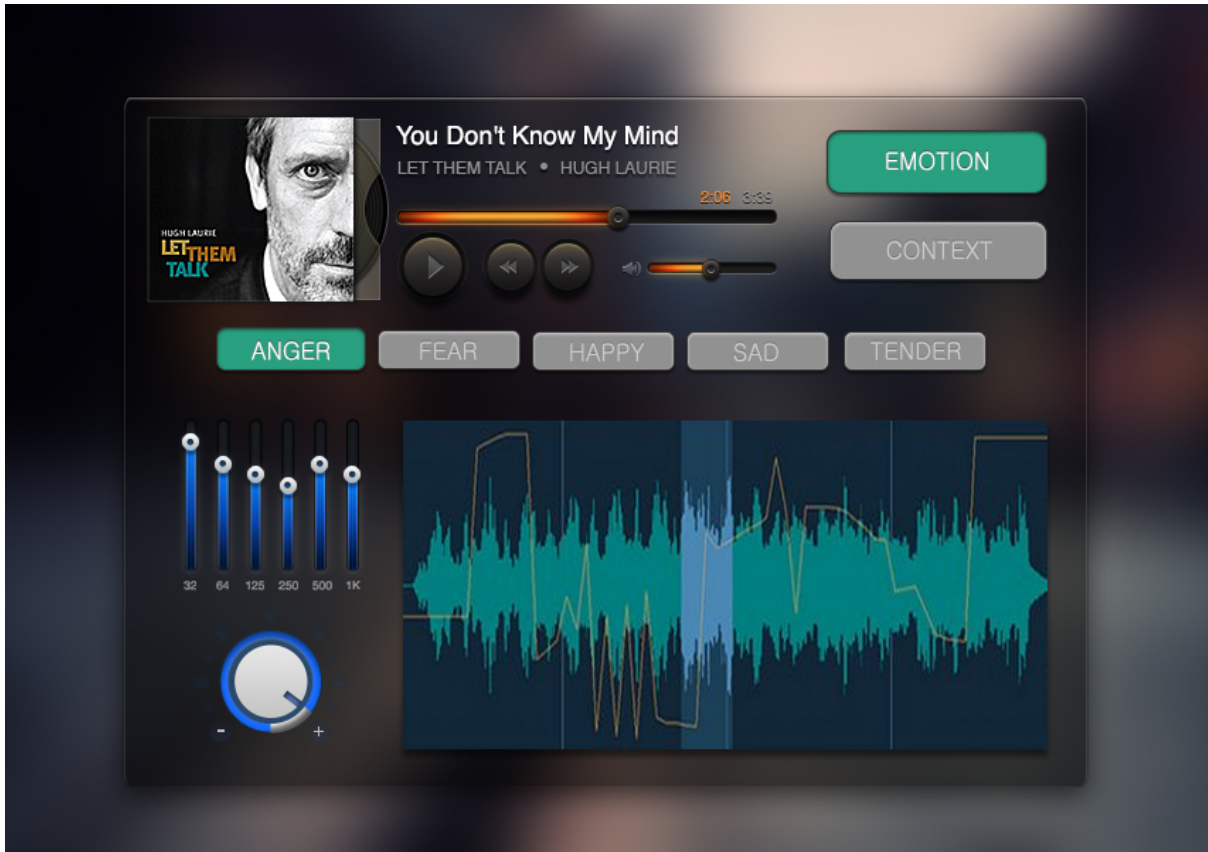 HUGH LAURIE
LET THEM
TALK
You Don't Know My Mind
LET THEM TALK • HUGH LAURIE
2:06 3:39
EMOTION
CONTEXT
ANGER FEAR HAPPY SAD TENDER
32 64 125 250 500 1K
- +